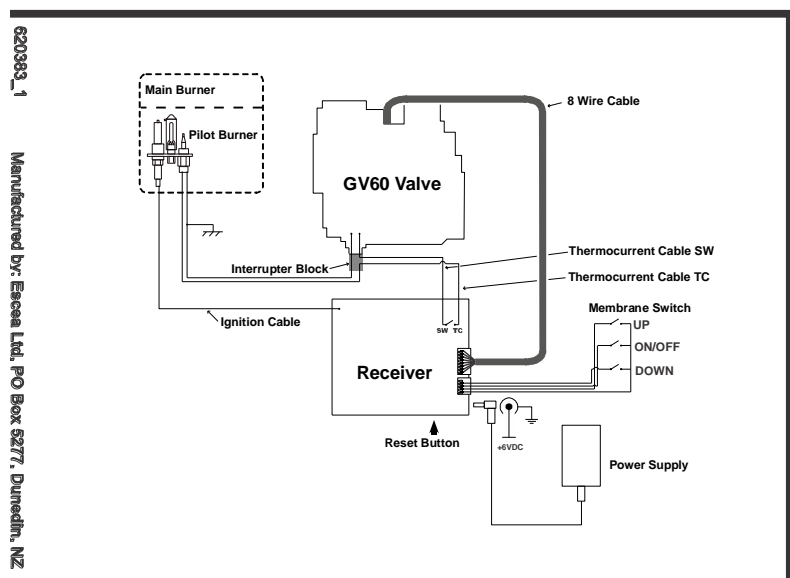 620383_1 Manufactured by: Escea Ltd, PO Box 5277, Dunedin, NZ
Main Burner
Pilot Burner
8 Wire Cable
GV60 Valve
Thermocurrent Cable SW
Interrupter Block
Thermocurrent Cable TC
Membrane Switch
Ignition Cable
SW TC
UP
ON/OFF
DOWN
Receiver
Reset Button
+6VDC
Power Supply